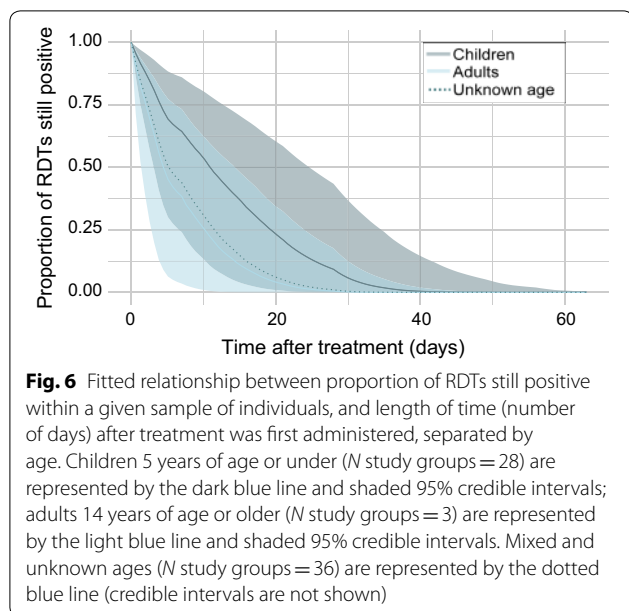 1.00
0.75
0.50
0.25
0.00
Proportion of RDTs still positive
Children
Adults
Unknown age
0
20
40
60
Time after treatment (days)
Fig. 6 Fitted relationship between proportion of RDTs still positive
within a given sample of individuals, and length of time (number
of days) after treatment was first administered, separated by
age. Children 5 years of age or under (N study groups = 28) are
represented by the dark blue line and shaded 95% credible intervals;
adults 14 years of age or older (N study groups = 3) are represented
by the light blue line and shaded 95% credible intervals. Mixed and
unknown ages (N study groups = 36) are represented by the dotted
blue line (credible intervals are not shown)